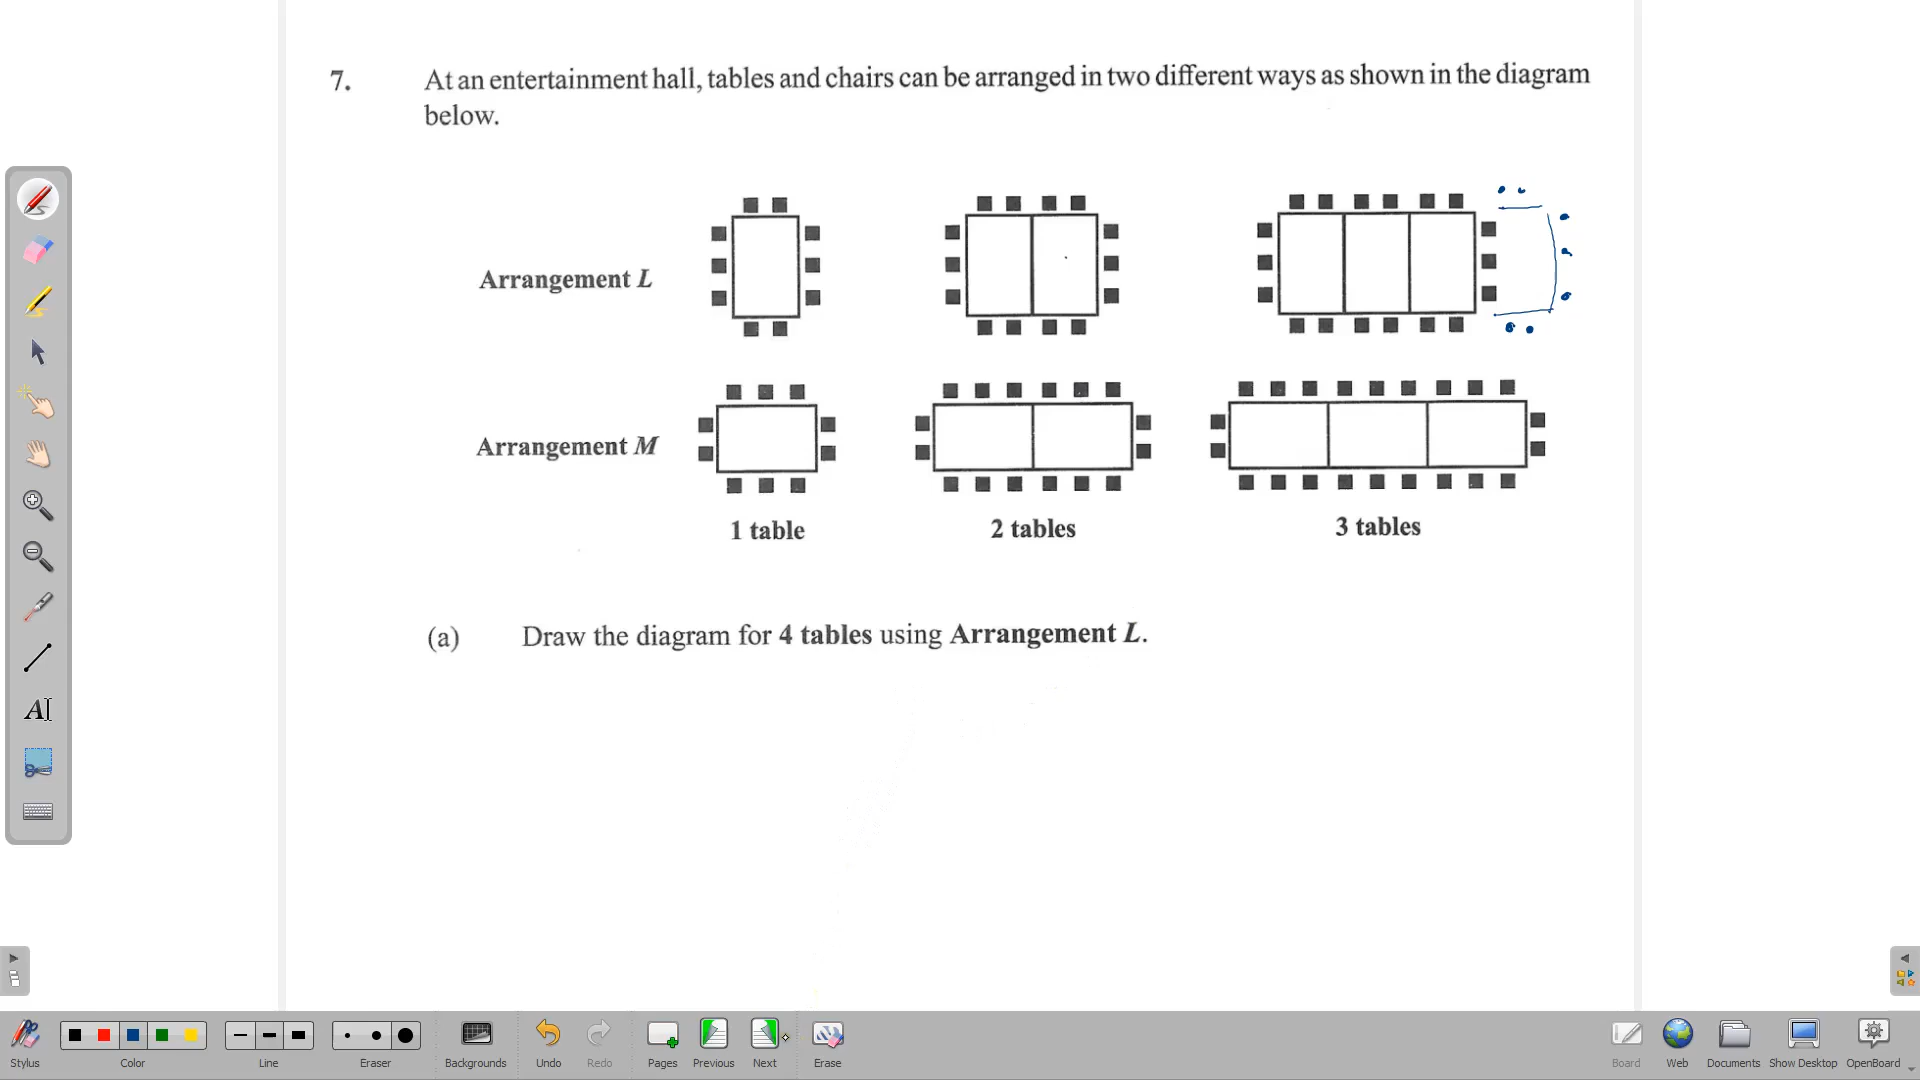 7. At an entertainment hall, tables and chairs can be arranged in two different ways as shown in the diagram
below.
Arrangement L
Arrangement M
1 table
2 tables
3 tables
(a) Draw the diagram for 4 tables using Arrangement L.
Stylus
Color
Line
Eraser
Backgrounds
Undo
Redo
Pages
Previous
Next
Erase
Board
Web
Documents
Show Desktop
OpenBoard